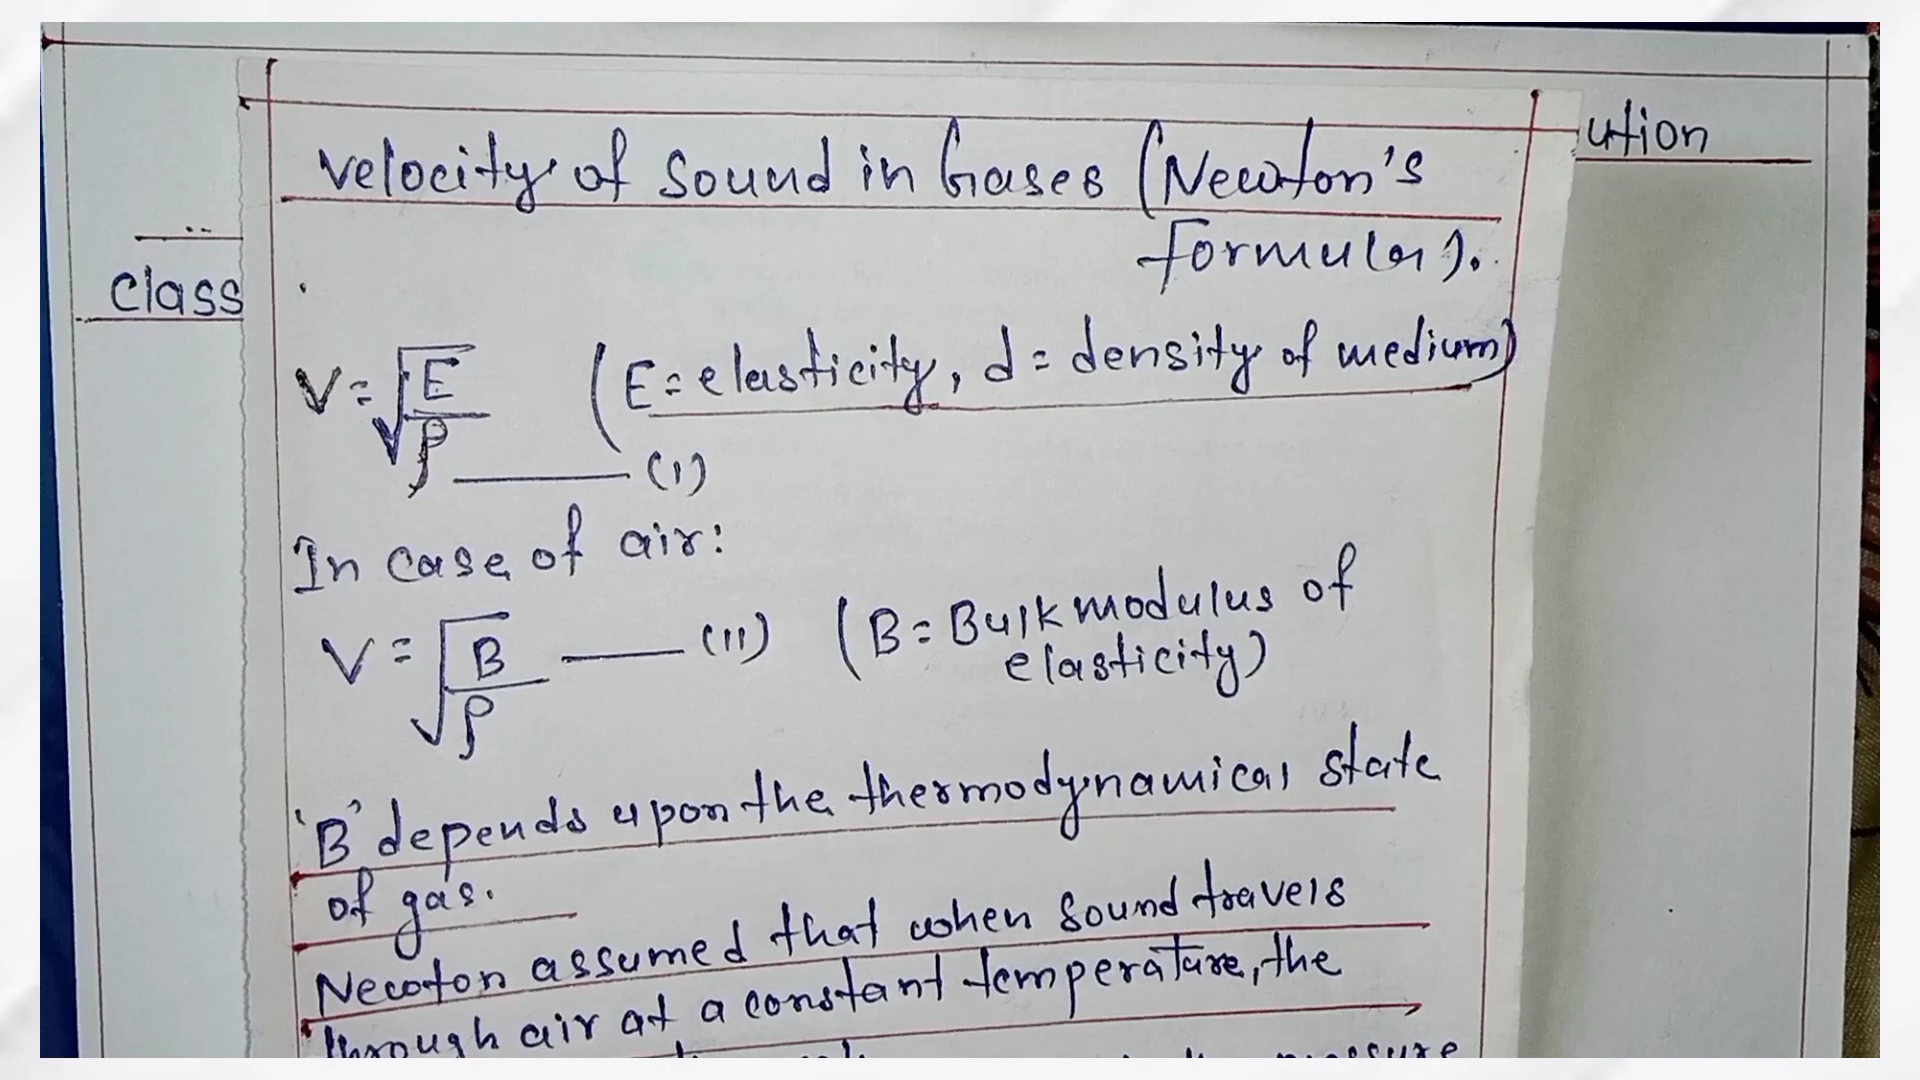 ution
Velocity of Sound in Gases (Newton's
formula).
Class
V = √E/ρ (E = elasticity, d = density of medium)
(I)
In case of air:
V = √B/ρ (II) (B = Bulk modulus of
elasticity)
'B' depends upon the thermodynamical state
of gas.
Newton assumed that when sound travels
through air at a constant temperature, the
pressure